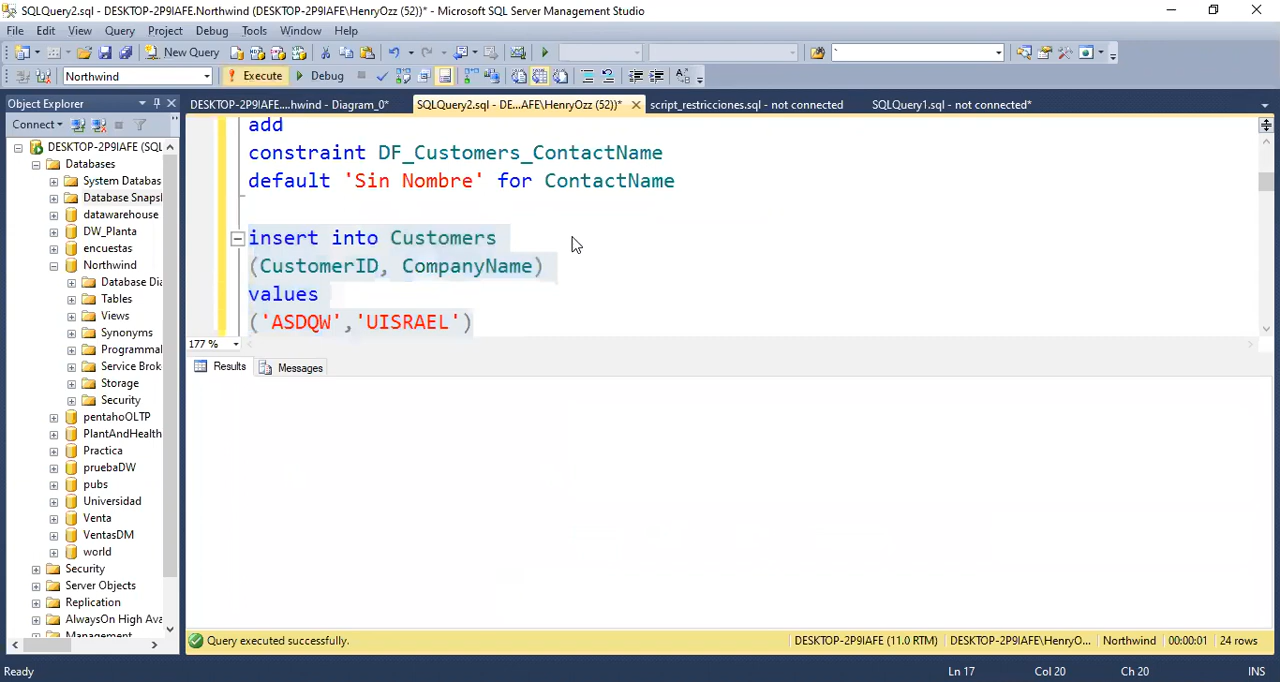 SQLQuery2.sql - DESKTOP-2P9IAFE.Northwind (DESKTOP-2P9IAFE\HenryOzz (52))* - Microsoft SQL Server Management Studio
File Edit View Query Project Debug Tools Window Help
New Query `
Northwind Execute Debug
Object Explorer
DESKTOP-2P9IAFE....hwind - Diagram_0* SQLQuery2.sql - DE...AFE\HenryOzz (52))* script_restricciones.sql - not connected SQLQuery1.sql - not connected*
Connect
DESKTOP-2P9IAFE (SQL
Databases
System Databas
Database Snapsl
datawarehouse
DW_Planta
encuestas
Northwind
Database Dia
Tables
Views
Synonyms
Programmal
Service Brok
Storage
Security
pentahoOLTP
PlantAndHealth
Practica
pruebaDW
pubs
Universidad
Venta
VentasDM
world
Security
Server Objects
Replication
AlwaysOn High Ava
Management
add
constraint DF_Customers_ContactName
default 'Sin Nombre' for ContactName
insert into Customers
(CustomerID, CompanyName)
values
('ASDQW','UISRAEL')
177 %
Results Messages
Query executed successfully. DESKTOP-2P9IAFE (11.0 RTM) DESKTOP-2P9IAFE\HenryO... Northwind 00:00:01 24 rows
Ready Ln 17 Col 20 Ch 20 INS